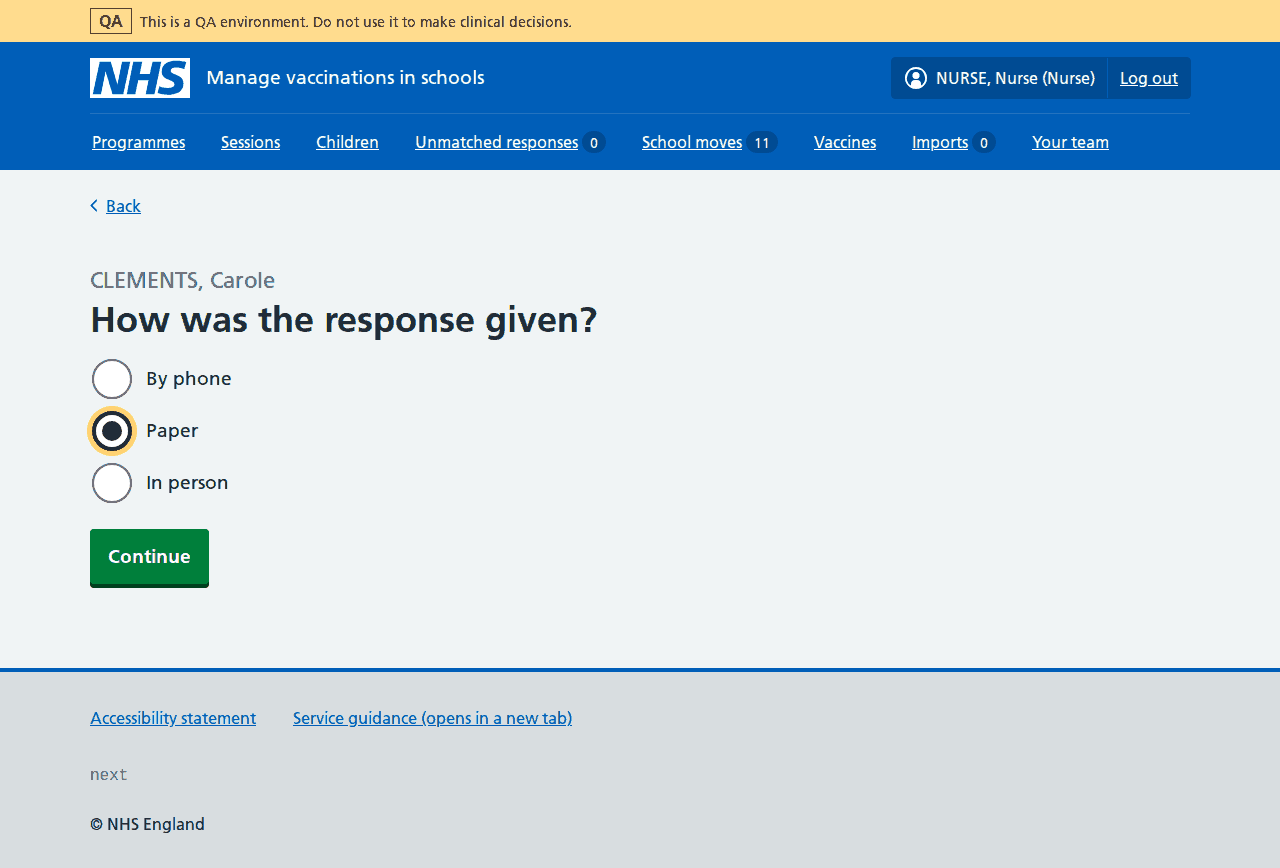 QA This is a QA environment. Do not use it to make clinical decisions.
NHS Manage vaccinations in schools NURSE, Nurse (Nurse) Log out
Programmes Sessions Children Unmatched responses 0 School moves 11 Vaccines Imports 0 Your team
Back
CLEMENTS, Carole
How was the response given?
By phone
Paper
In person
Continue
Accessibility statement Service guidance (opens in a new tab)
next
© NHS England